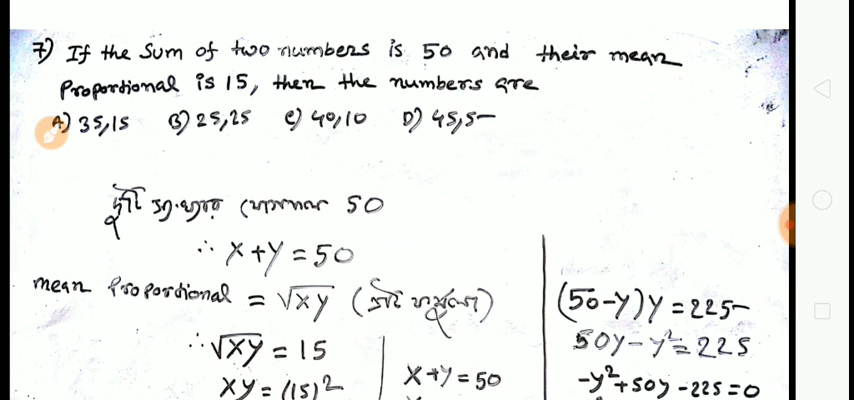 7) If the sum of two numbers is 50 and their mean
proportional is 15, then the numbers are
A) 35,15 B) 25,25 C) 40,10 D) 45,5
দুটি সংখ্যার যোগফল 50
∴ x+y = 50
mean proportional = √xy (
∴ √xy = 15
xy = (15)²
x+y = 50
(50-y)y = 225
50y - y² = 225
-y² + 50y - 225 = 0